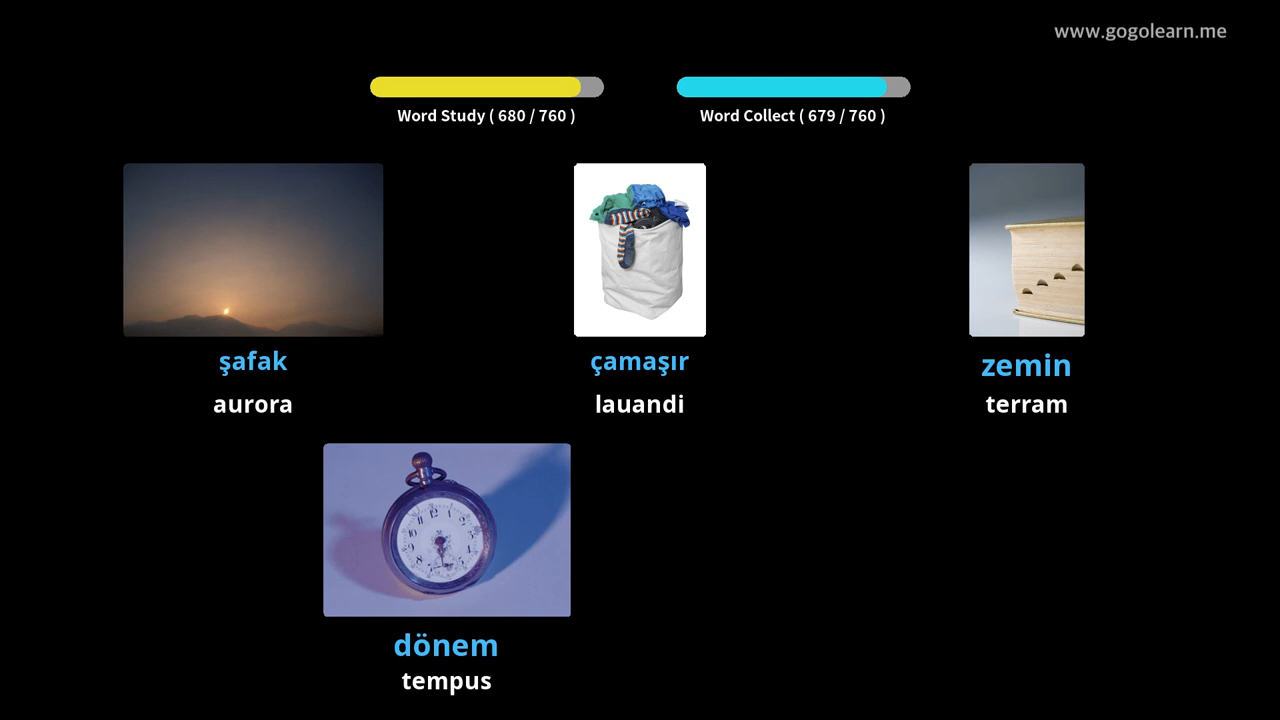 www.gogolearn.me
Word Study ( 680 / 760 )
Word Collect ( 679 / 760 )
şafak
aurora
çamaşır
lauandi
zemin
terram
dönem
tempus